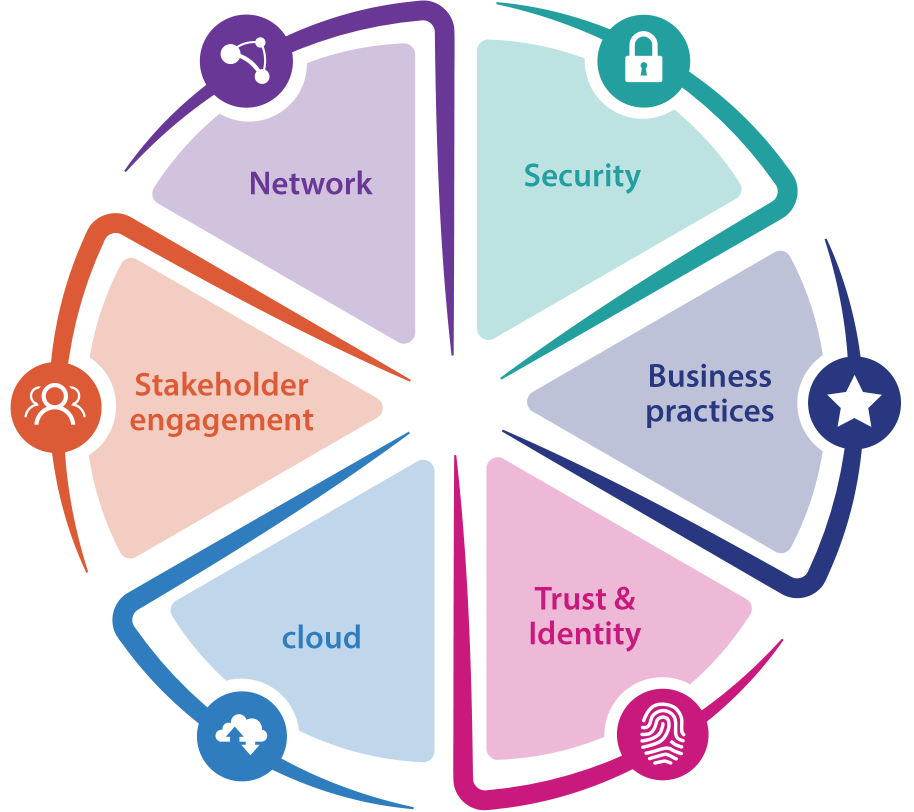 Network
Security
Stakeholder
engagement
Business
practices
cloud
Trust &
Identity